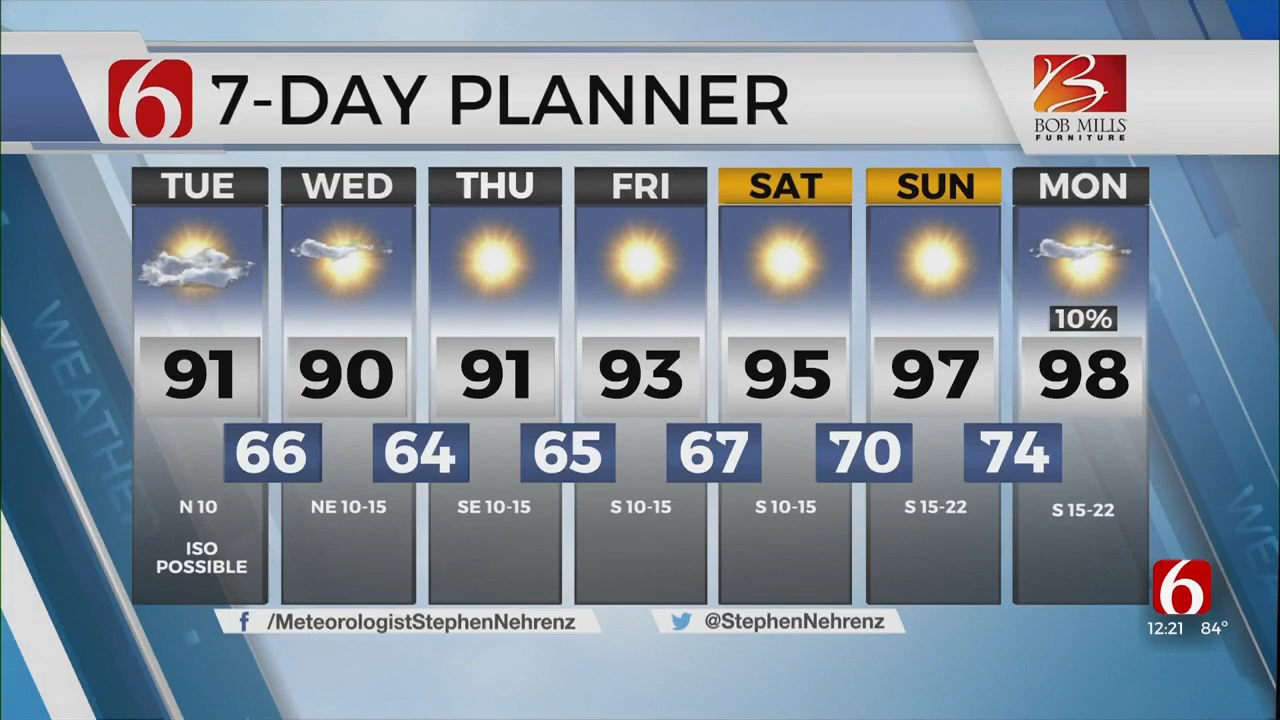 6 7-DAY PLANNER
B
BOB MILLS
FURNITURE
TUE WED THU FRI SAT SUN MON
10%
91 90 91 93 95 97 98
66 64 65 67 70 74
N 10 NE 10-15 SE 10-15 S 10-15 S 10-15 S 15-22 S 15-22
ISO
POSSIBLE
f /MeteorologistStephenNehrenz @StephenNehrenz
6
12:21 84°
WEATHER
WE